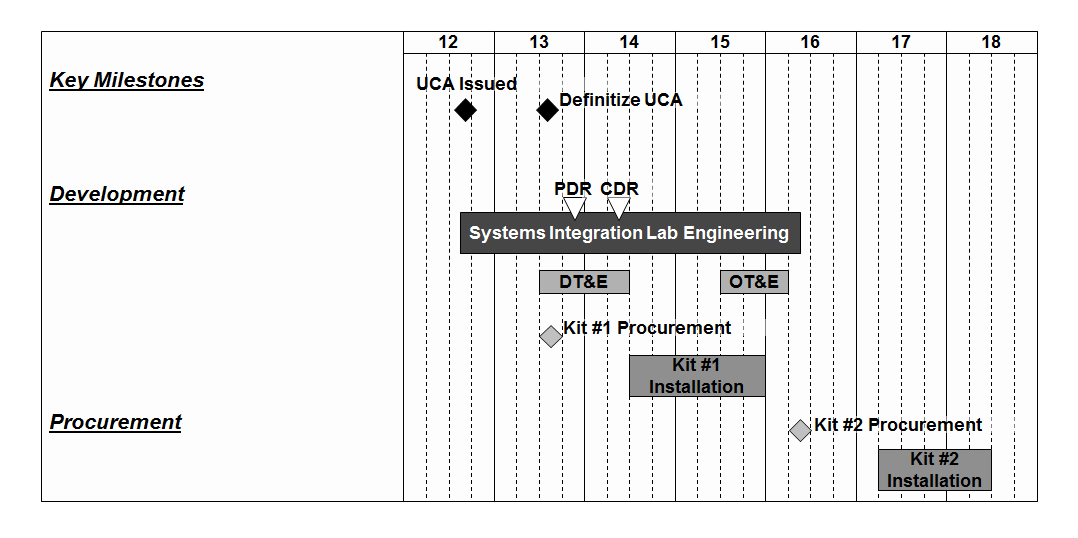 12 13 14 15 16 17 18
Key Milestones
UCA Issued
Definitize UCA
Development
PDR CDR
Systems Integration Lab Engineering
DT&E OT&E
Kit #1 Procurement
Kit #1
Installation
Procurement
Kit #2 Procurement
Kit #2
Installation